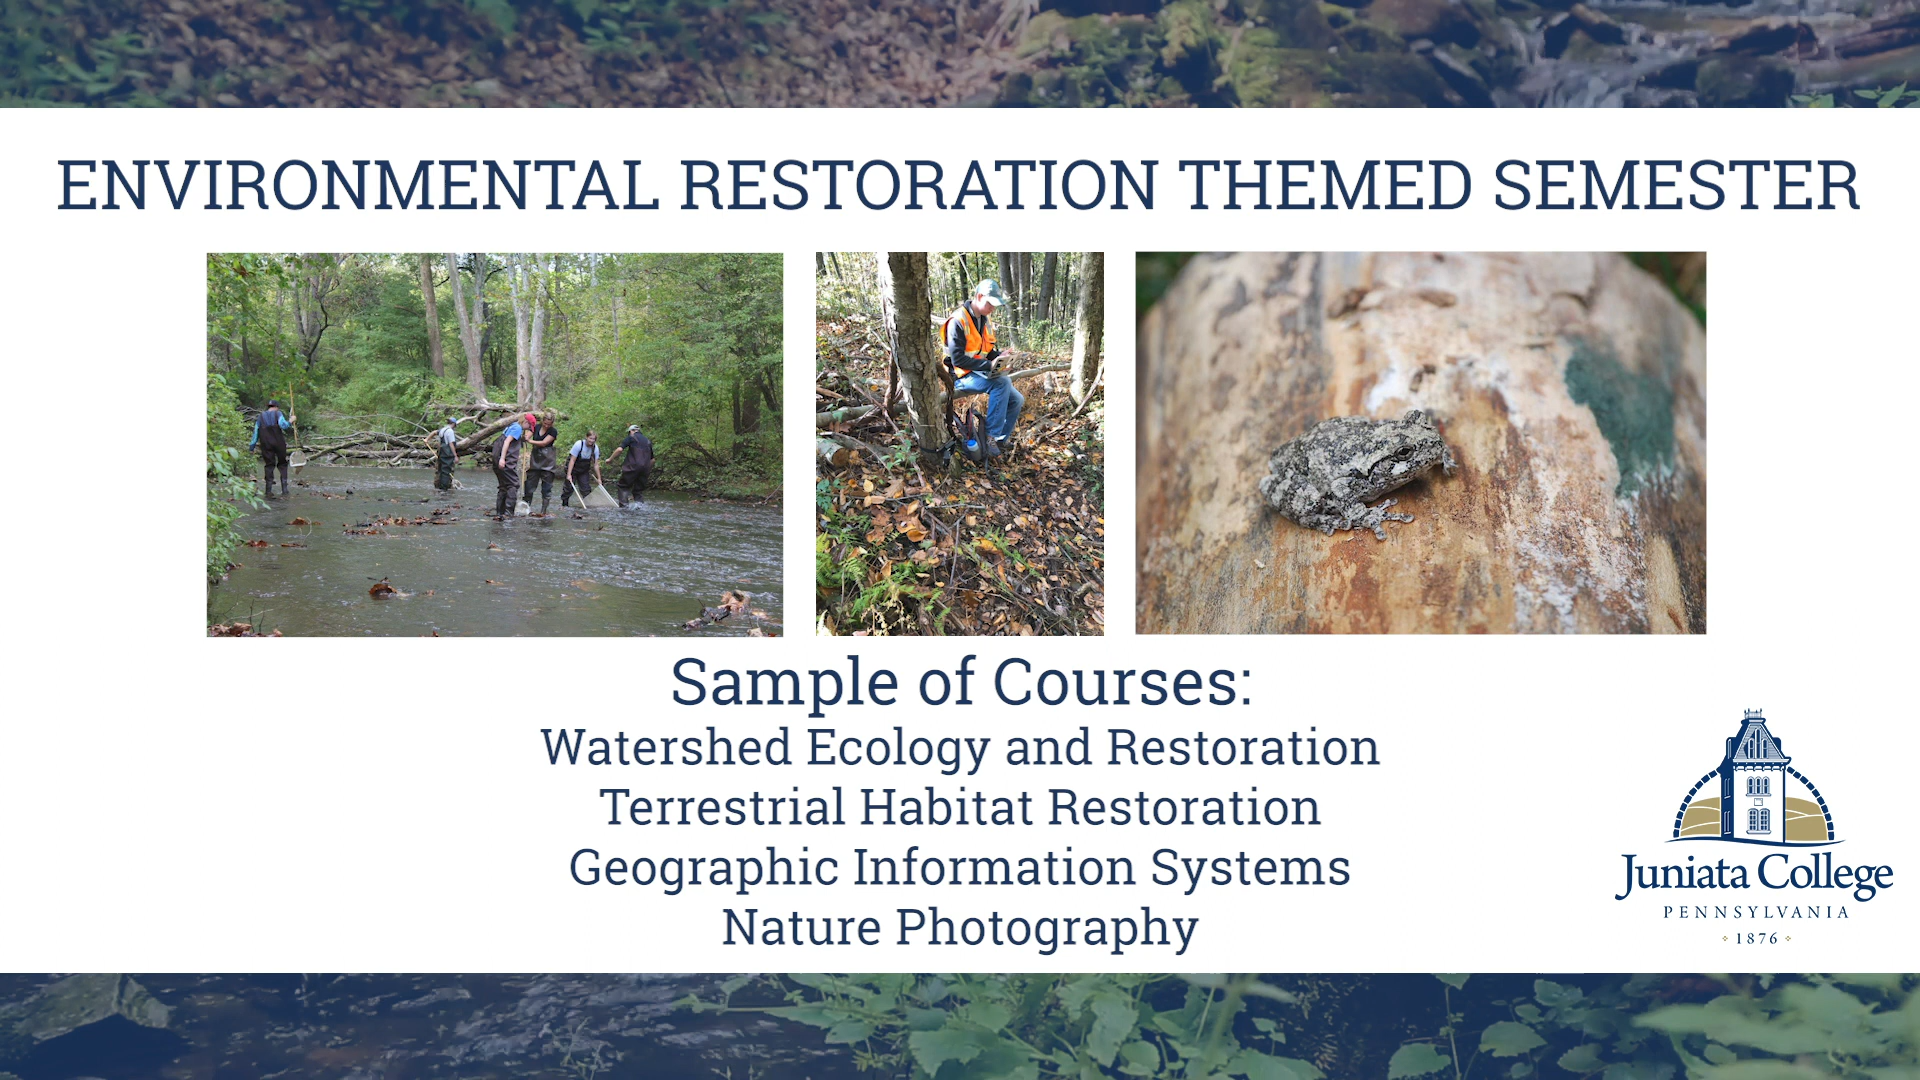 ENVIRONMENTAL RESTORATION THEMED SEMESTER
Sample of Courses:
Watershed Ecology and Restoration
Terrestrial Habitat Restoration
Geographic Information Systems
Nature Photography
Juniata College
PENNSYLVANIA
1876